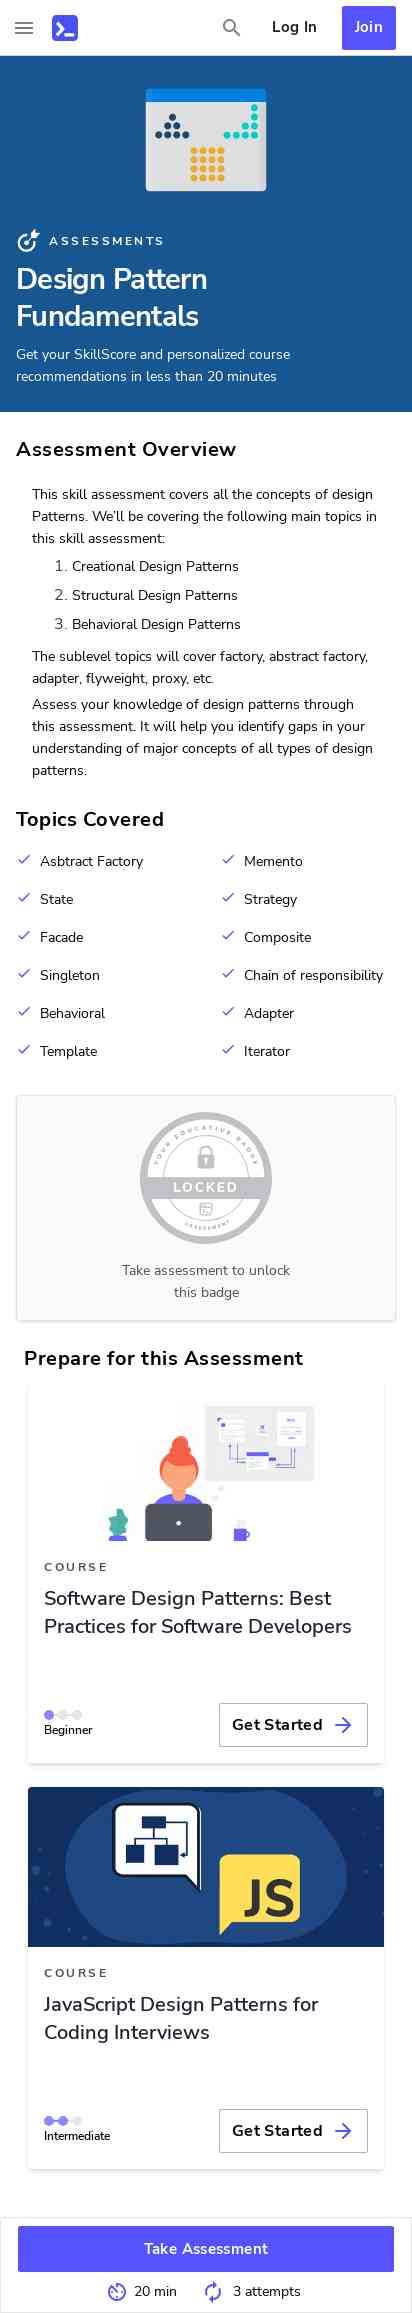 Log In
Join
ASSESSMENTS
Design Pattern
Fundamentals
Get your SkillScore and personalized course
recommendations in less than 20 minutes
Assessment Overview
This skill assessment covers all the concepts of design
Patterns. We’ll be covering the following main topics in
this skill assessment:
1. Creational Design Patterns
2. Structural Design Patterns
3. Behavioral Design Patterns
The sublevel topics will cover factory, abstract factory,
adapter, flyweight, proxy, etc.
Assess your knowledge of design patterns through
this assessment. It will help you identify gaps in your
understanding of major concepts of all types of design
patterns.
Topics Covered
Asbtract Factory
Memento
State
Strategy
Facade
Composite
Singleton
Chain of responsibility
Behavioral
Adapter
Template
Iterator
YOUR EDUCATIVE BADGE
LOCKED
ASSESSMENT
Take assessment to unlock
this badge
Prepare for this Assessment
COURSE
Software Design Patterns: Best
Practices for Software Developers
Beginner
Get Started
JS
COURSE
JavaScript Design Patterns for
Coding Interviews
Intermediate
Get Started
Take Assessment
20 min
3 attempts